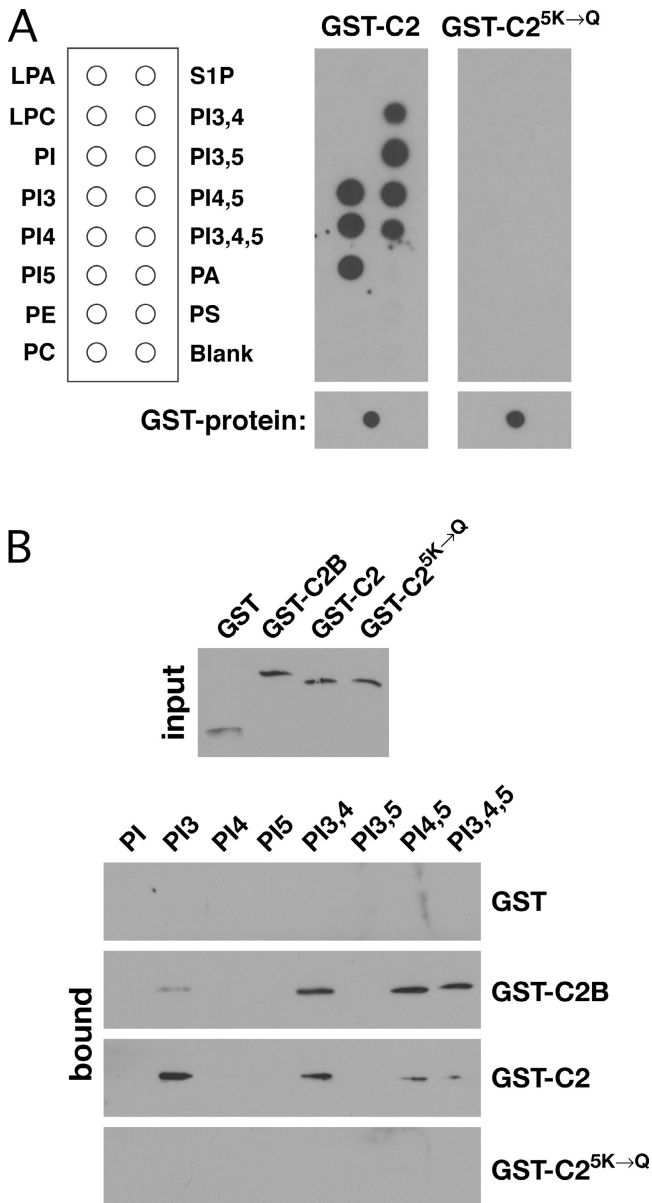 A
GST-C2 GST-C2^5K→Q
LPA S1P
LPC PI3,4
PI PI3,5
PI3 PI4,5
PI4 PI3,4,5
PI5 PA
PE PS
PC Blank
GST-protein:
B
GST GST-C2B GST-C2 GST-C2^5K→Q
input
PI PI3 PI4 PI5 PI3,4 PI3,5 PI4,5 PI3,4,5
bound
GST
GST-C2B
GST-C2
GST-C2^5K→Q